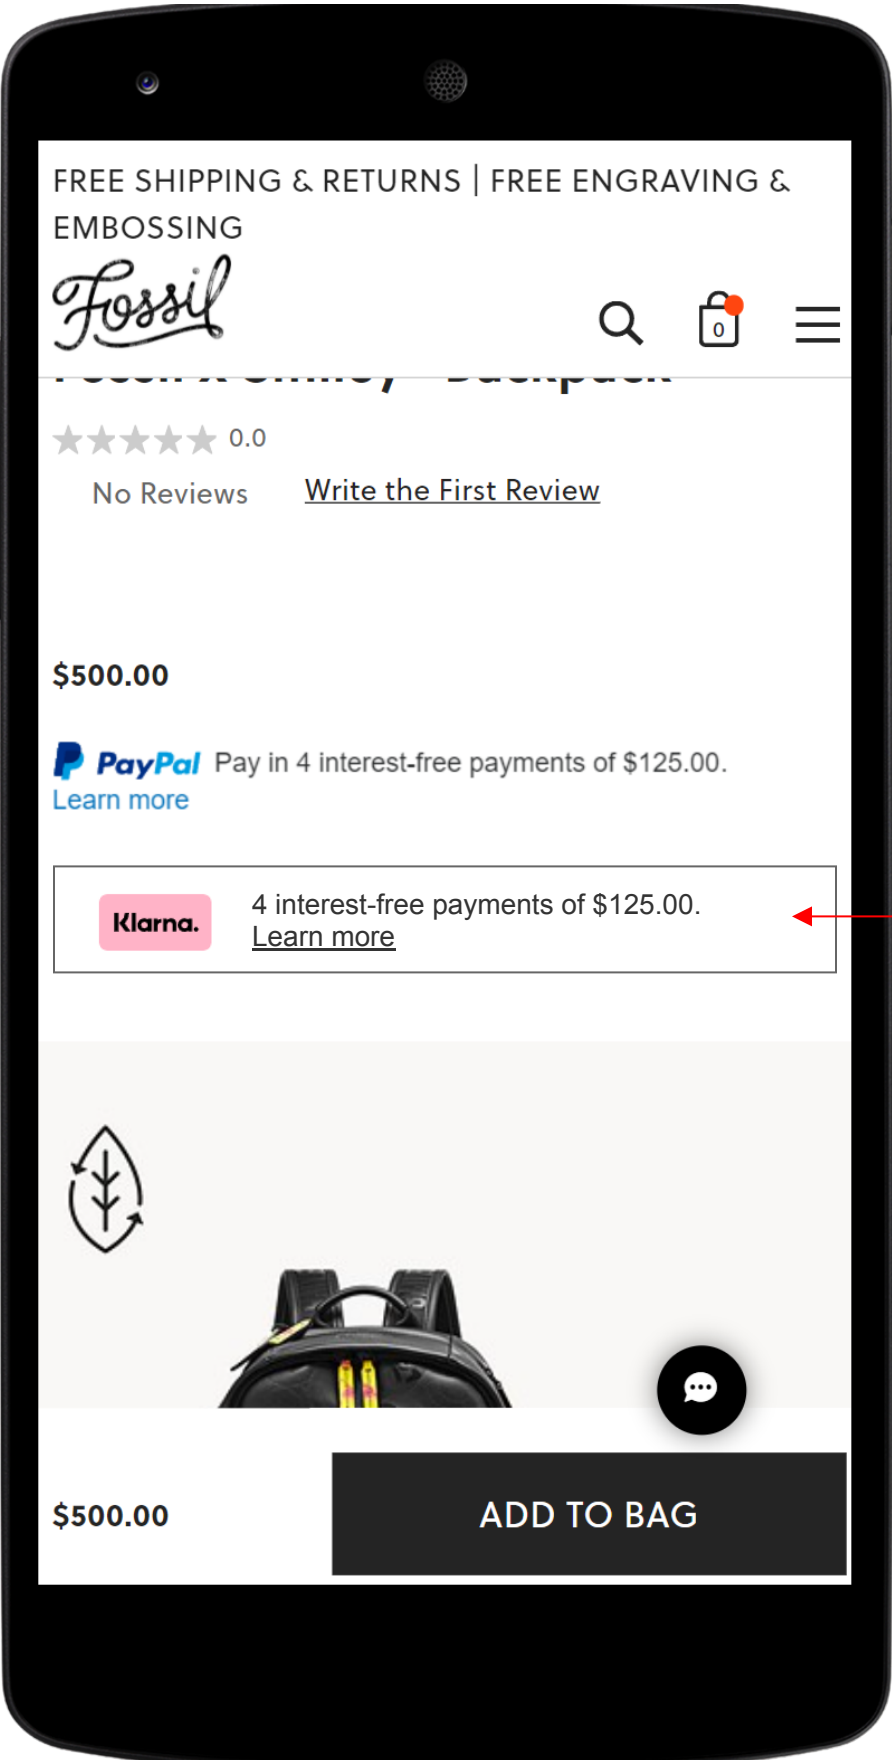 FREE SHIPPING & RETURNS | FREE ENGRAVING &
EMBOSSING
Fossil
0
0.0
No Reviews Write the First Review
$500.00
PayPal Pay in 4 interest-free payments of $125.00.
Learn more
Klarna. 4 interest-free payments of $125.00.
Learn more
$500.00 ADD TO BAG